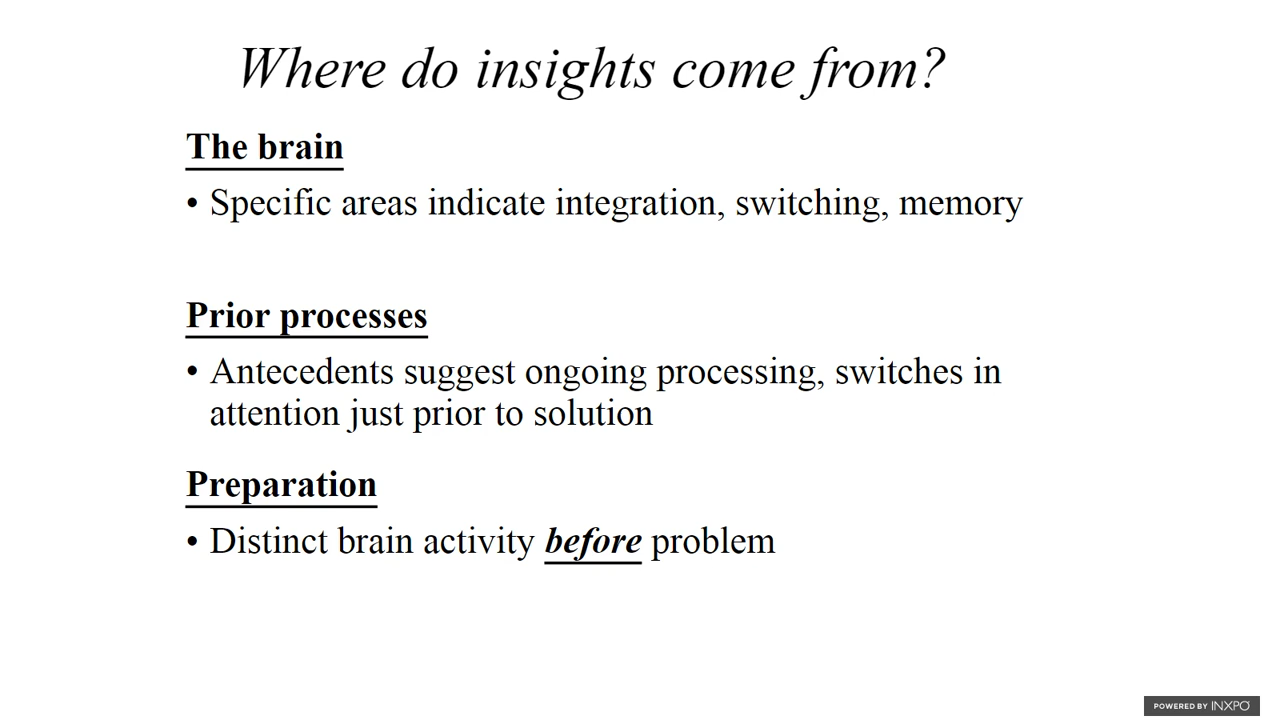 Where do insights come from?
The brain
• Specific areas indicate integration, switching, memory
Prior processes
• Antecedents suggest ongoing processing, switches in
attention just prior to solution
Preparation
• Distinct brain activity before problem
POWERED BY INXPO